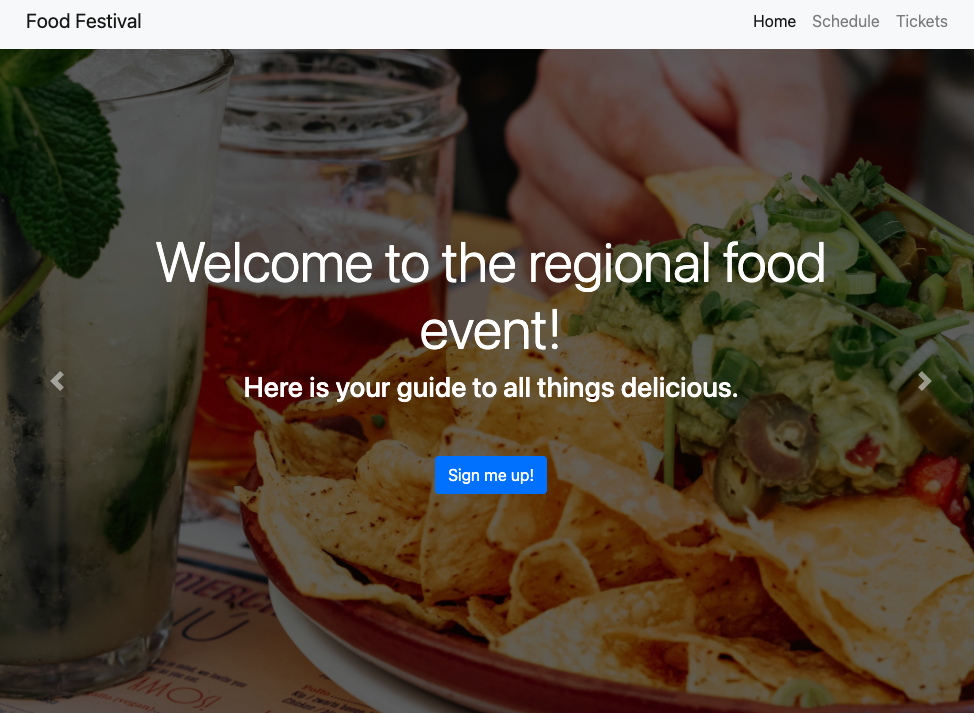 Food Festival
Home Schedule Tickets
Welcome to the regional food
event!
Here is your guide to all things delicious.
Sign me up!